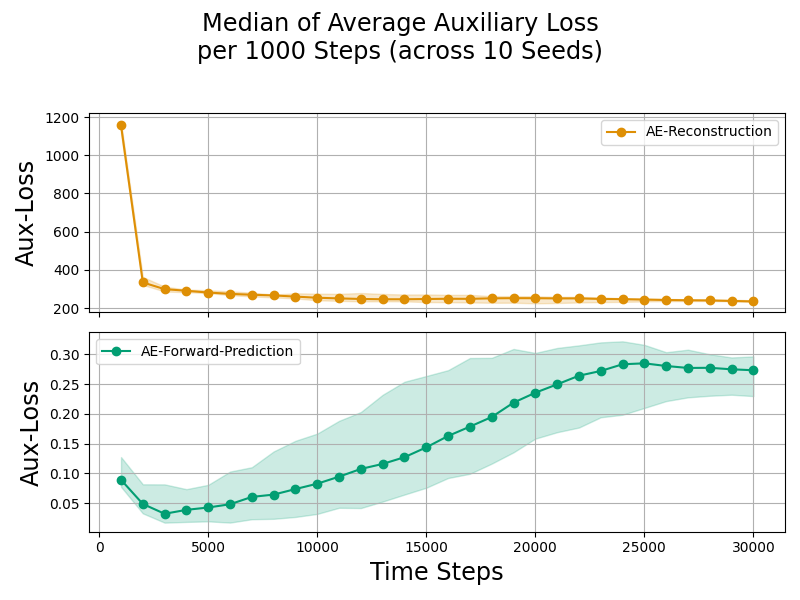 Median of Average Auxiliary Loss
per 1000 Steps (across 10 Seeds)
1200
1000
800
600
400
200
Aux-Loss
AE-Reconstruction
0.30
0.25
0.20
0.15
0.10
0.05
Aux-Loss
AE-Forward-Prediction
0
5000
10000
15000
20000
25000
30000
Time Steps